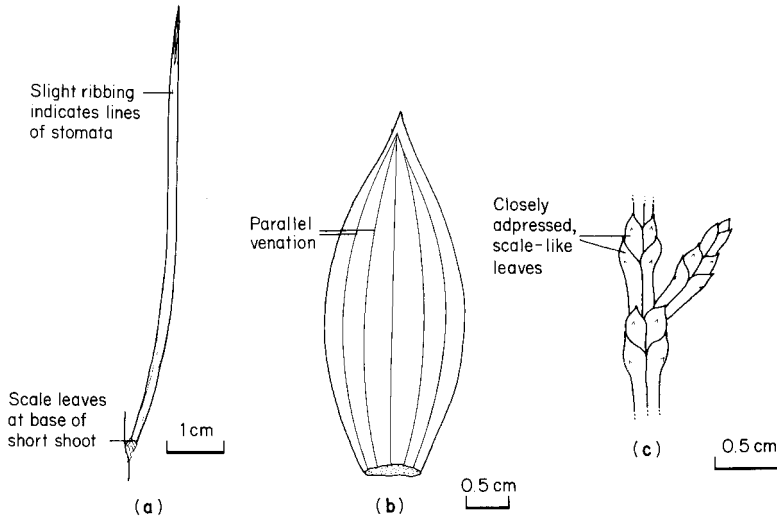 Slight ribbing
indicates lines
of stomata
Scale leaves
at base of
short shoot
1 cm
(a)
Parallel
venation
0.5 cm
(b)
Closely
adpressed,
scale-like
leaves
(c)
0.5 cm